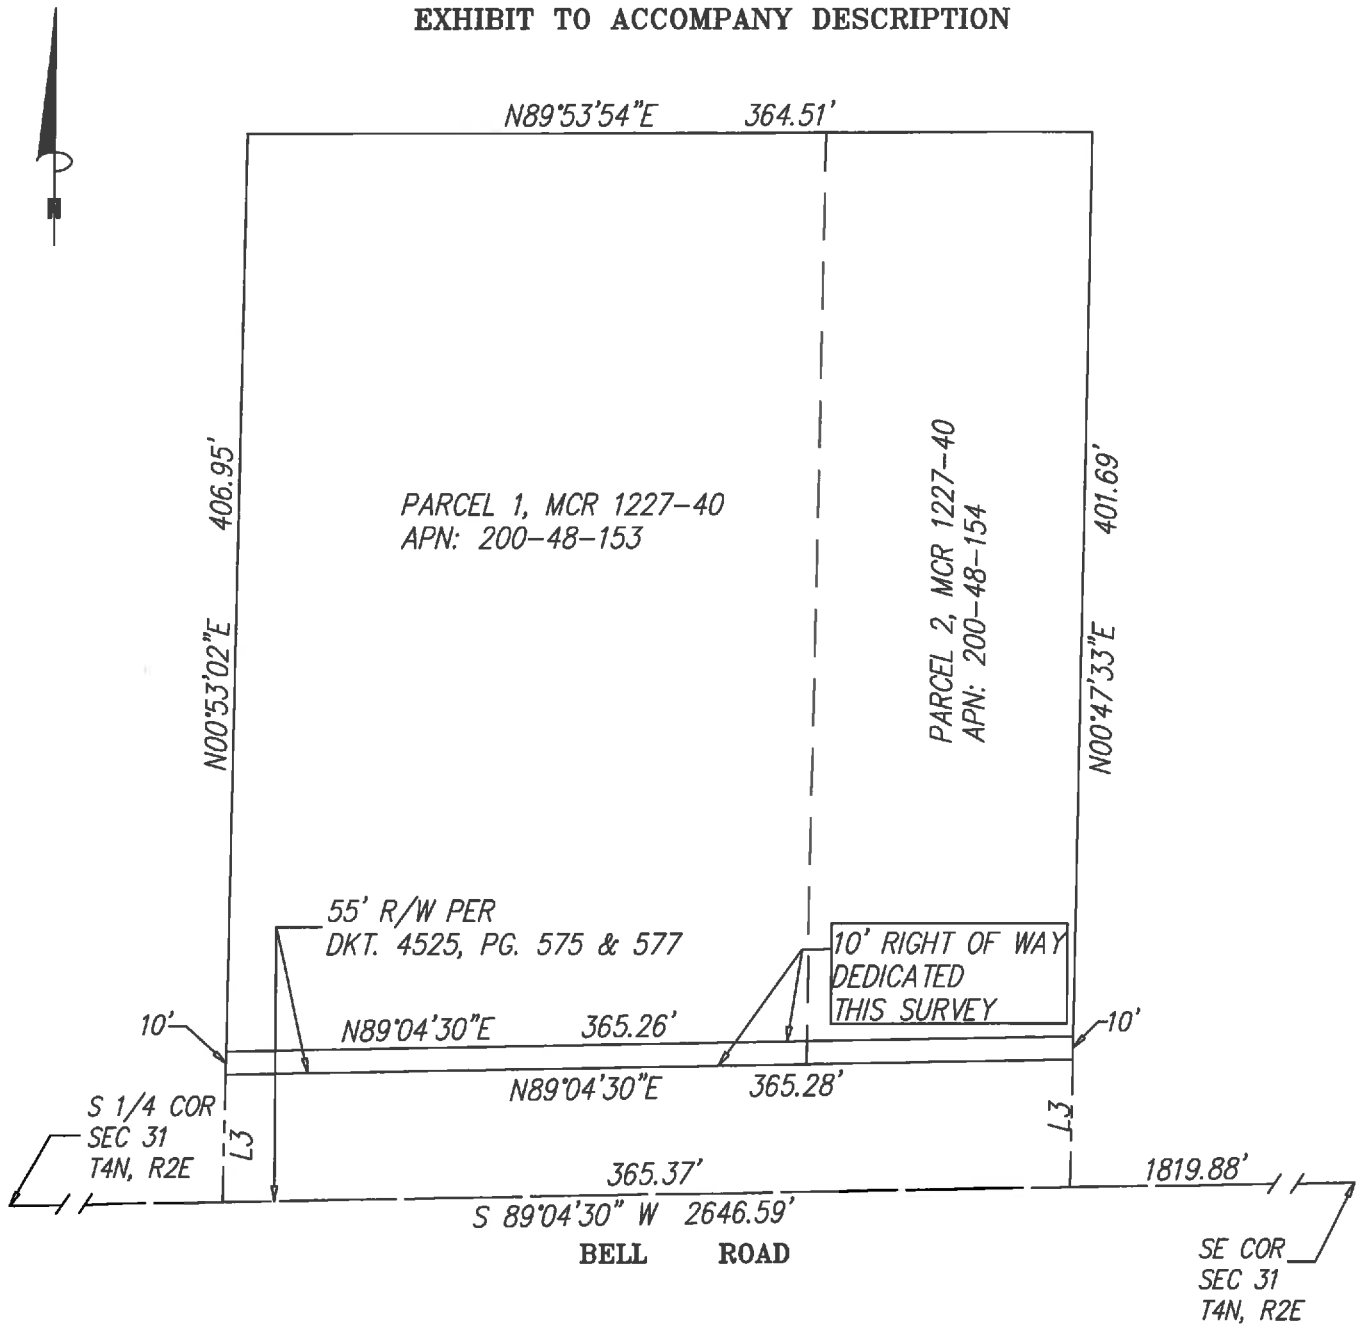 EXHIBIT TO ACCOMPANY DESCRIPTION
N
N89°53'54"E 364.51'
N00°53'02"E 406.95'
PARCEL 1, MCR 1227-40
APN: 200-48-153
PARCEL 2, MCR 1227-40
APN: 200-48-154
N00°47'33"E 401.69'
55' R/W PER
DKT. 4525, PG. 575 & 577
10' RIGHT OF WAY
DEDICATED
THIS SURVEY
10'
N89°04'30"E 365.26'
10'
N89°04'30"E 365.28'
S 1/4 COR
SEC 31
T4N, R2E
L3
L3
365.37'
1819.88'
S 89°04'30" W 2646.59'
BELL ROAD
SE COR
SEC 31
T4N, R2E